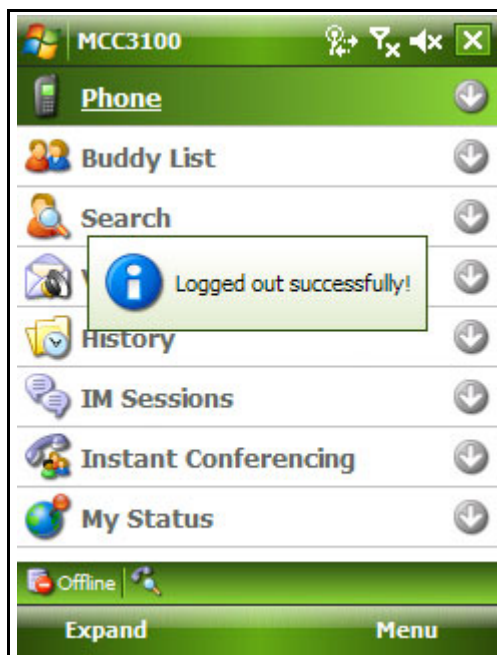 MCC3100
Phone
Buddy List
Search
Logged out successfully!
History
IM Sessions
Instant Conferencing
My Status
Offline
Expand Menu